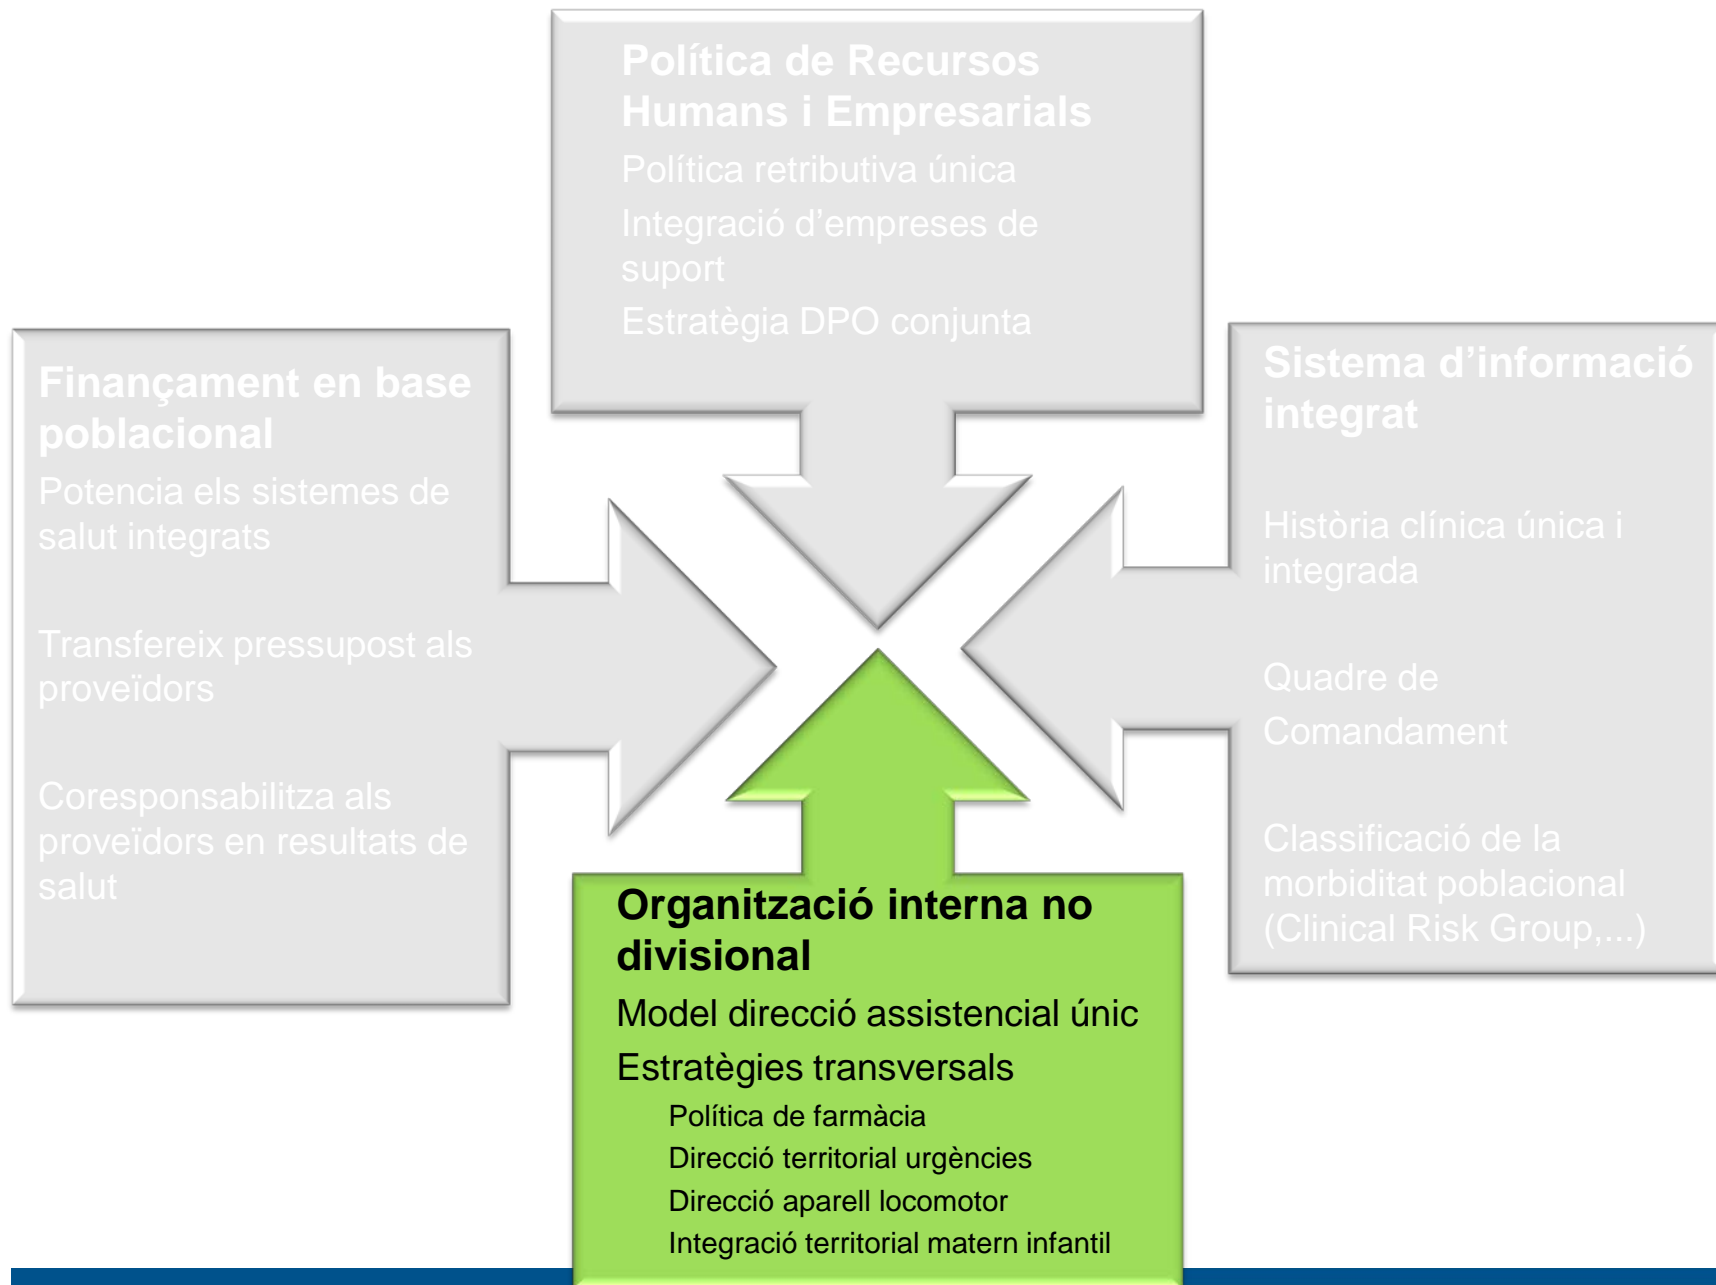 Política de Recursos
Humans i Empresarials
Política retributiva única
Integració d’empreses de
suport
Estratègia DPO conjunta
Finançament en base
poblacional
Potencia els sistemes de
salut integrats
Transfereix pressupost als
proveïdors
Coresponsabilitza als
proveïdors en resultats de
salut
Sistema d’informació
integrat
Història clínica única i
integrada
Quadre de
Comandament
Classificació de la
morbiditat poblacional
(Clinical Risk Group,...)
Organització interna no
divisional
Model direcció assistencial únic
Estratègies transversals
Política de farmàcia
Direcció territorial urgències
Direcció aparell locomotor
Integració territorial matern infantil